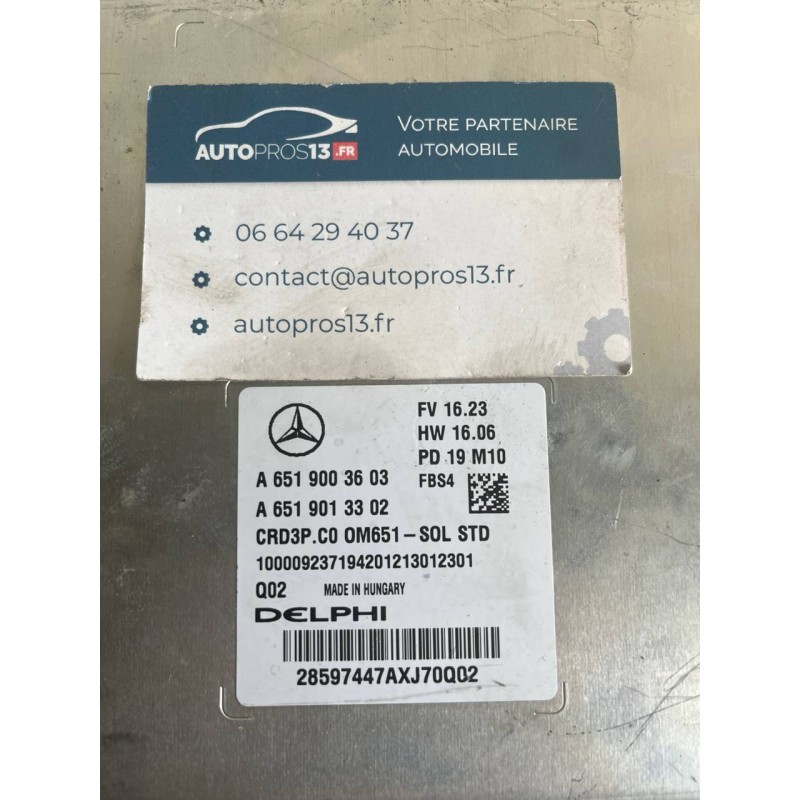 AUTOPROS13.FR
VOTRE PARTENAIRE
AUTOMOBILE
06 64 29 40 37
contact@autopros13.fr
autopros13.fr
FV 16.23
HW 16.06
PD 19 M10
FBS4
A 651 900 36 03
A 651 901 33 02
CRD3P.C0 OM651-SOL STD
10000923719420121301​2301
Q02 MADE IN HUNGARY
DELPHI
28597447AXJ70Q02